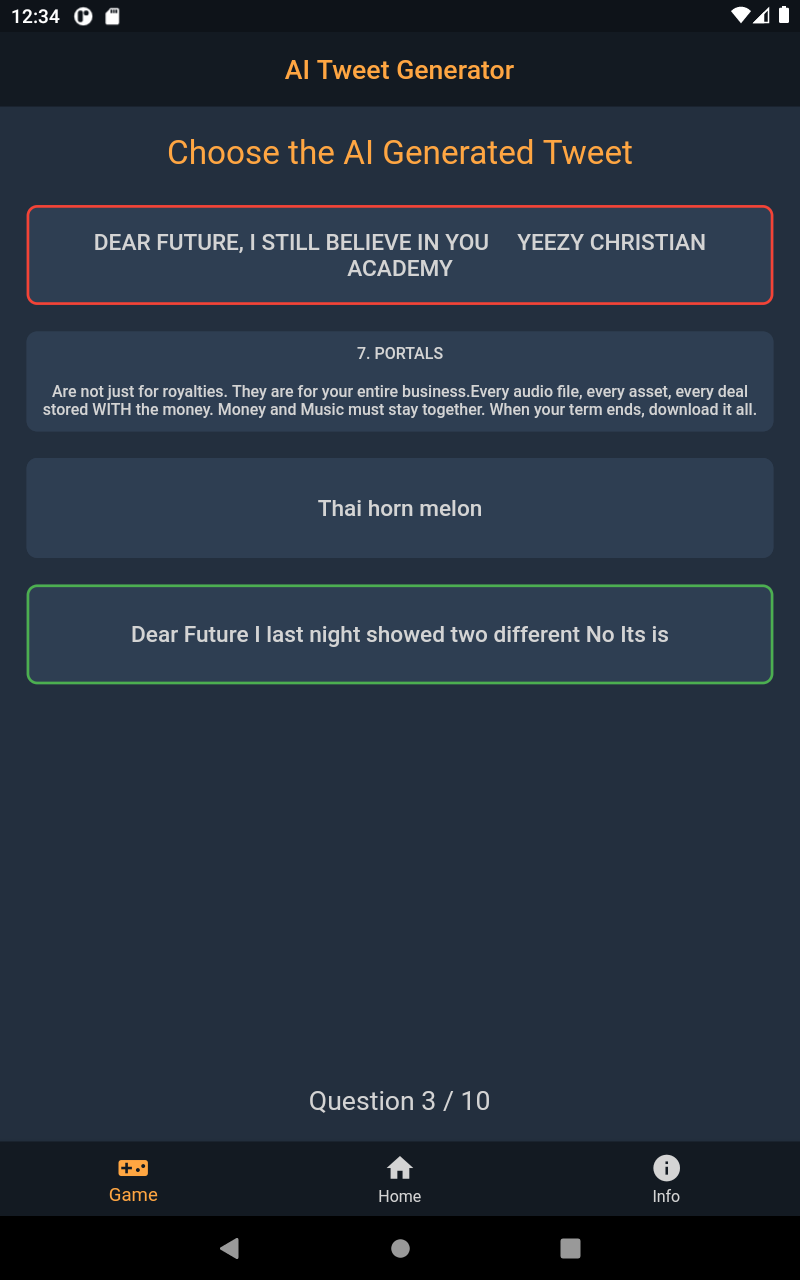 12:34
AI Tweet Generator
Choose the AI Generated Tweet
DEAR FUTURE, I STILL BELIEVE IN YOU     YEEZY CHRISTIAN
ACADEMY
7. PORTALS
Are not just for royalties. They are for your entire business.Every audio file, every asset, every deal
stored WITH the money. Money and Music must stay together. When your term ends, download it all.
Thai horn melon
Dear Future I last night showed two different No Its is
Question 3 / 10
Game
Home
Info